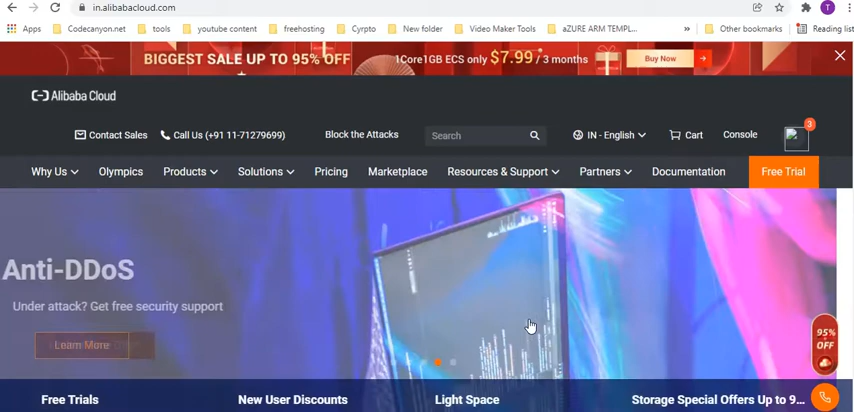 in.alibabacloud.com
T
Apps Codecanyon.net tools youtube content freehosting Cyrpto New folder Video Maker Tools aZURE ARM TEMPL... » Other bookmarks Reading list
BIGGEST SALE UP TO 95% OFF 1Core1GB ECS only $7.99 / 3 months Buy Now →
Alibaba Cloud
Contact Sales Call Us (+91 11-71279699) Block the Attacks Search IN - English Cart Console 3
Why Us Olympics Products Solutions Pricing Marketplace Resources & Support Partners Documentation Free Trial
Anti-DDoS
Under attack? Get free security support
Learn More
95%
OFF
Free Trials New User Discounts Light Space Storage Special Offers Up to 9...